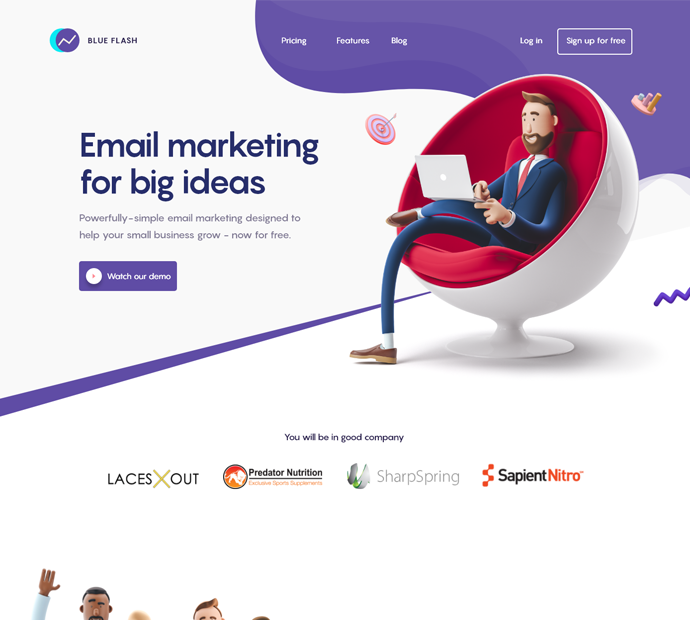 BLUE FLASH
Pricing
Features
Blog
Log in
Sign up for free
Email marketing
for big ideas
Powerfully-simple email marketing designed to
help your small business grow - now for free.
Watch our demo
You will be in good company
LACES OUT
Predator Nutrition
Exclusive Sports Supplements
SharpSpring
SapientNitro